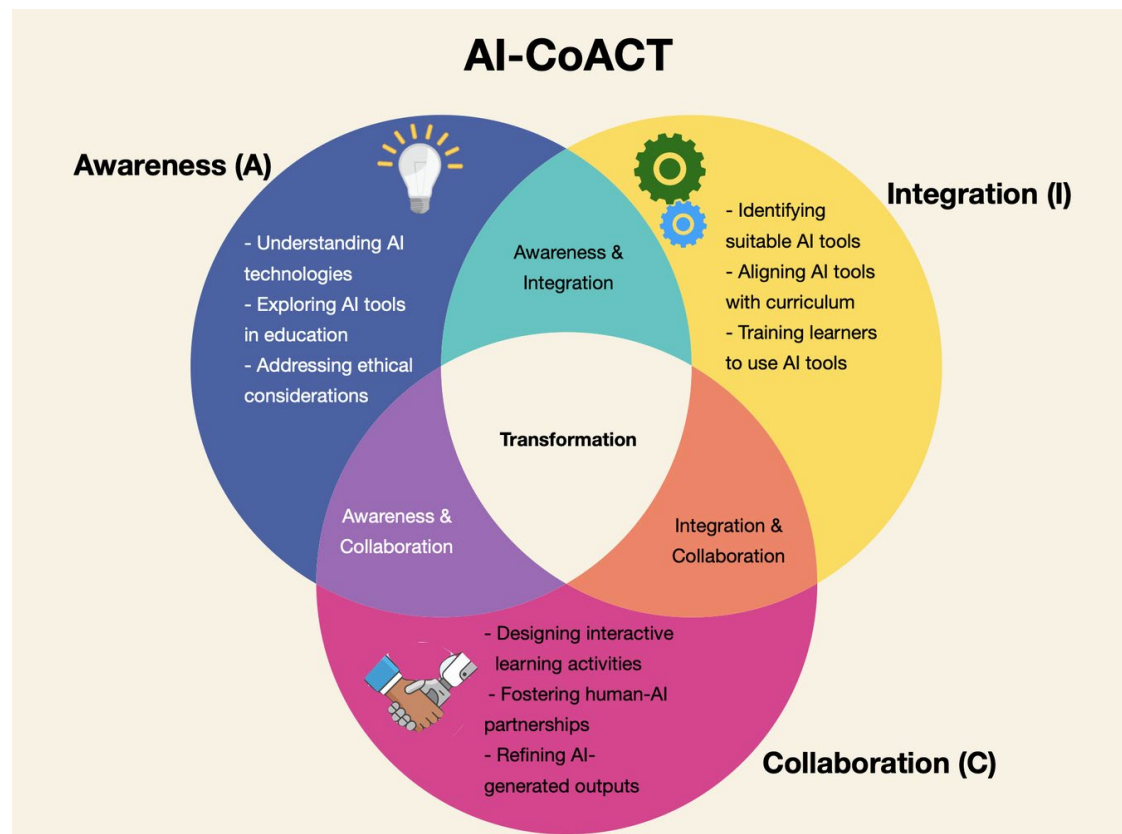 AI-CoACT
Awareness (A)
- Understanding AI
technologies
- Exploring AI tools
in education
- Addressing ethical
considerations
Awareness &
Integration
Integration (I)
- Identifying
suitable AI tools
- Aligning AI tools
with curriculum
- Training learners
to use AI tools
Transformation
Awareness &
Collaboration
Integration &
Collaboration
- Designing interactive
learning activities
- Fostering human-AI
partnerships
- Refining AI-
generated outputs
Collaboration (C)